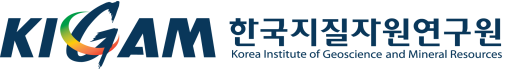 KIGAM 한국지질자원연구원
Korea Institute of Geoscience and Mineral Resources